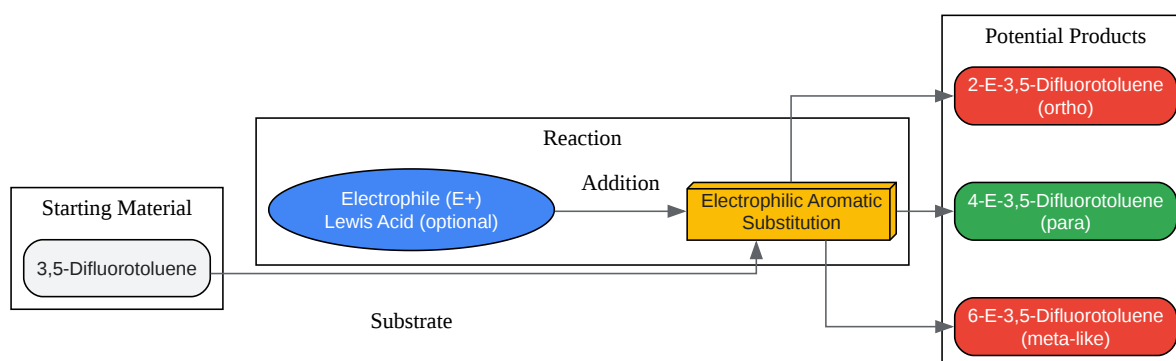 Starting Material
3,5-Difluorotoluene
Reaction
Electrophile (E+)
Lewis Acid (optional)
Addition
Electrophilic Aromatic
Substitution
Substrate
Potential Products
2-E-3,5-Difluorotoluene
(ortho)
4-E-3,5-Difluorotoluene
(para)
6-E-3,5-Difluorotoluene
(meta-like)